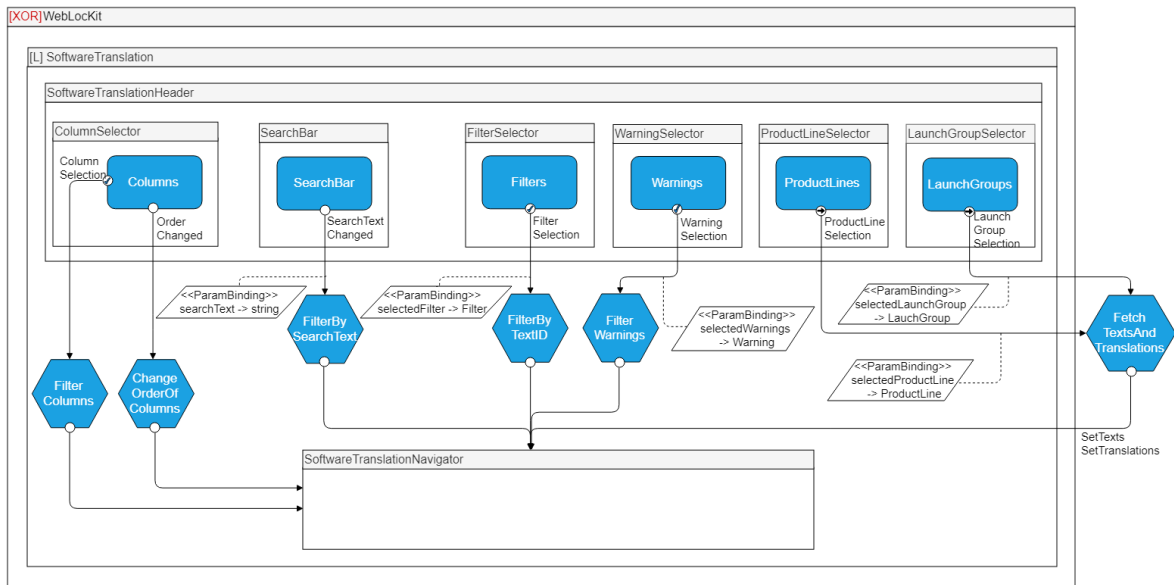 [XOR] WebLocKit
[L] SoftwareTranslation
SoftwareTranslationHeader
ColumnSelector
SearchBar
FilterSelector
WarningSelector
ProductLineSelector
LaunchGroupSelector
Column
Selection
Columns
SearchBar
Filters
Warnings
ProductLines
LaunchGroups
Order
Changed
SearchText
Changed
Filter
Selection
Warning
Selection
ProductLine
Selection
Launch
Group
Selection
<<ParamBinding>>
searchText -> string
<<ParamBinding>>
selectedFilter -> Filter
<<ParamBinding>>
selectedWarnings
-> Warning
<<ParamBinding>>
selectedLaunchGroup
-> LauchGroup
<<ParamBinding>>
selectedProductLine
-> ProductLine
FilterBy
SearchText
FilterBy
TextID
Filter
Warnings
Fetch
TextsAnd
Translations
Filter
Columns
Change
OrderOf
Columns
SetTexts
SetTranslations
SoftwareTranslationNavigator